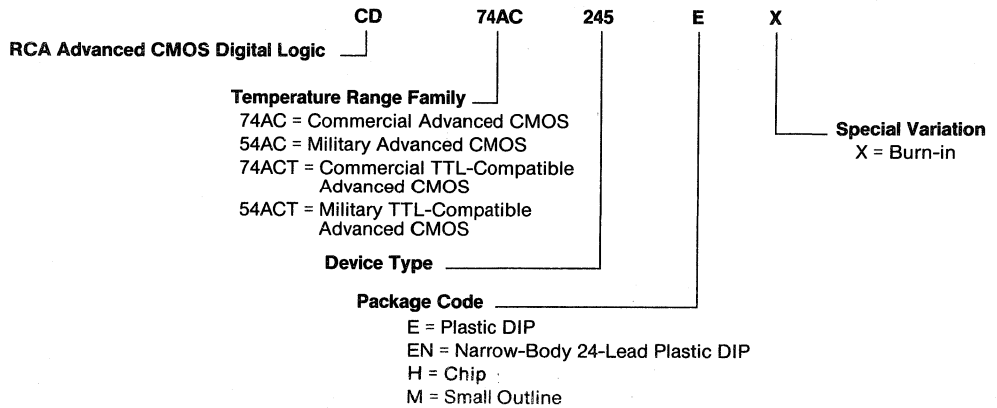 CD 74AC 245 E X
RCA Advanced CMOS Digital Logic
Temperature Range Family
74AC = Commercial Advanced CMOS
54AC = Military Advanced CMOS
74ACT = Commercial TTL-Compatible
Advanced CMOS
54ACT = Military TTL-Compatible
Advanced CMOS
Special Variation
X = Burn-in
Device Type
Package Code
E = Plastic DIP
EN = Narrow-Body 24-Lead Plastic DIP
H = Chip
M = Small Outline